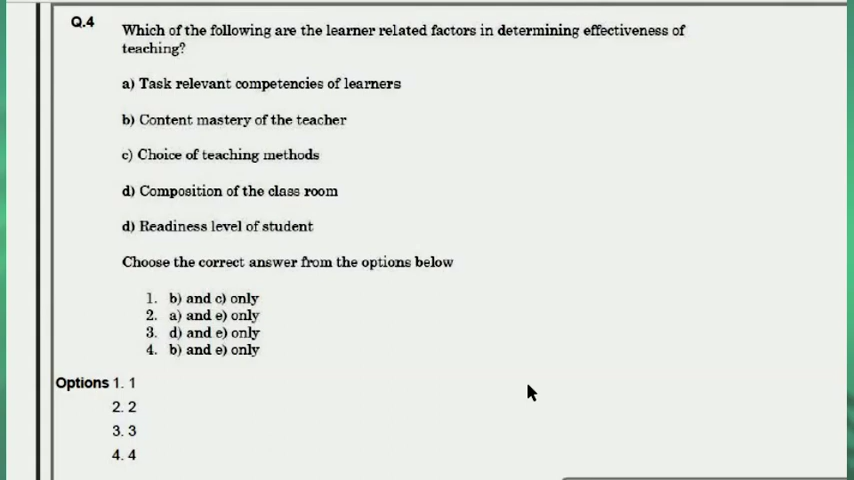 Q.4
Which of the following are the learner related factors in determining effectiveness of
teaching?
a) Task relevant competencies of learners
b) Content mastery of the teacher
c) Choice of teaching methods
d) Composition of the class room
d) Readiness level of student
Choose the correct answer from the options below
1. b) and c) only
2. a) and e) only
3. d) and e) only
4. b) and e) only
Options 1. 1
2. 2
3. 3
4. 4